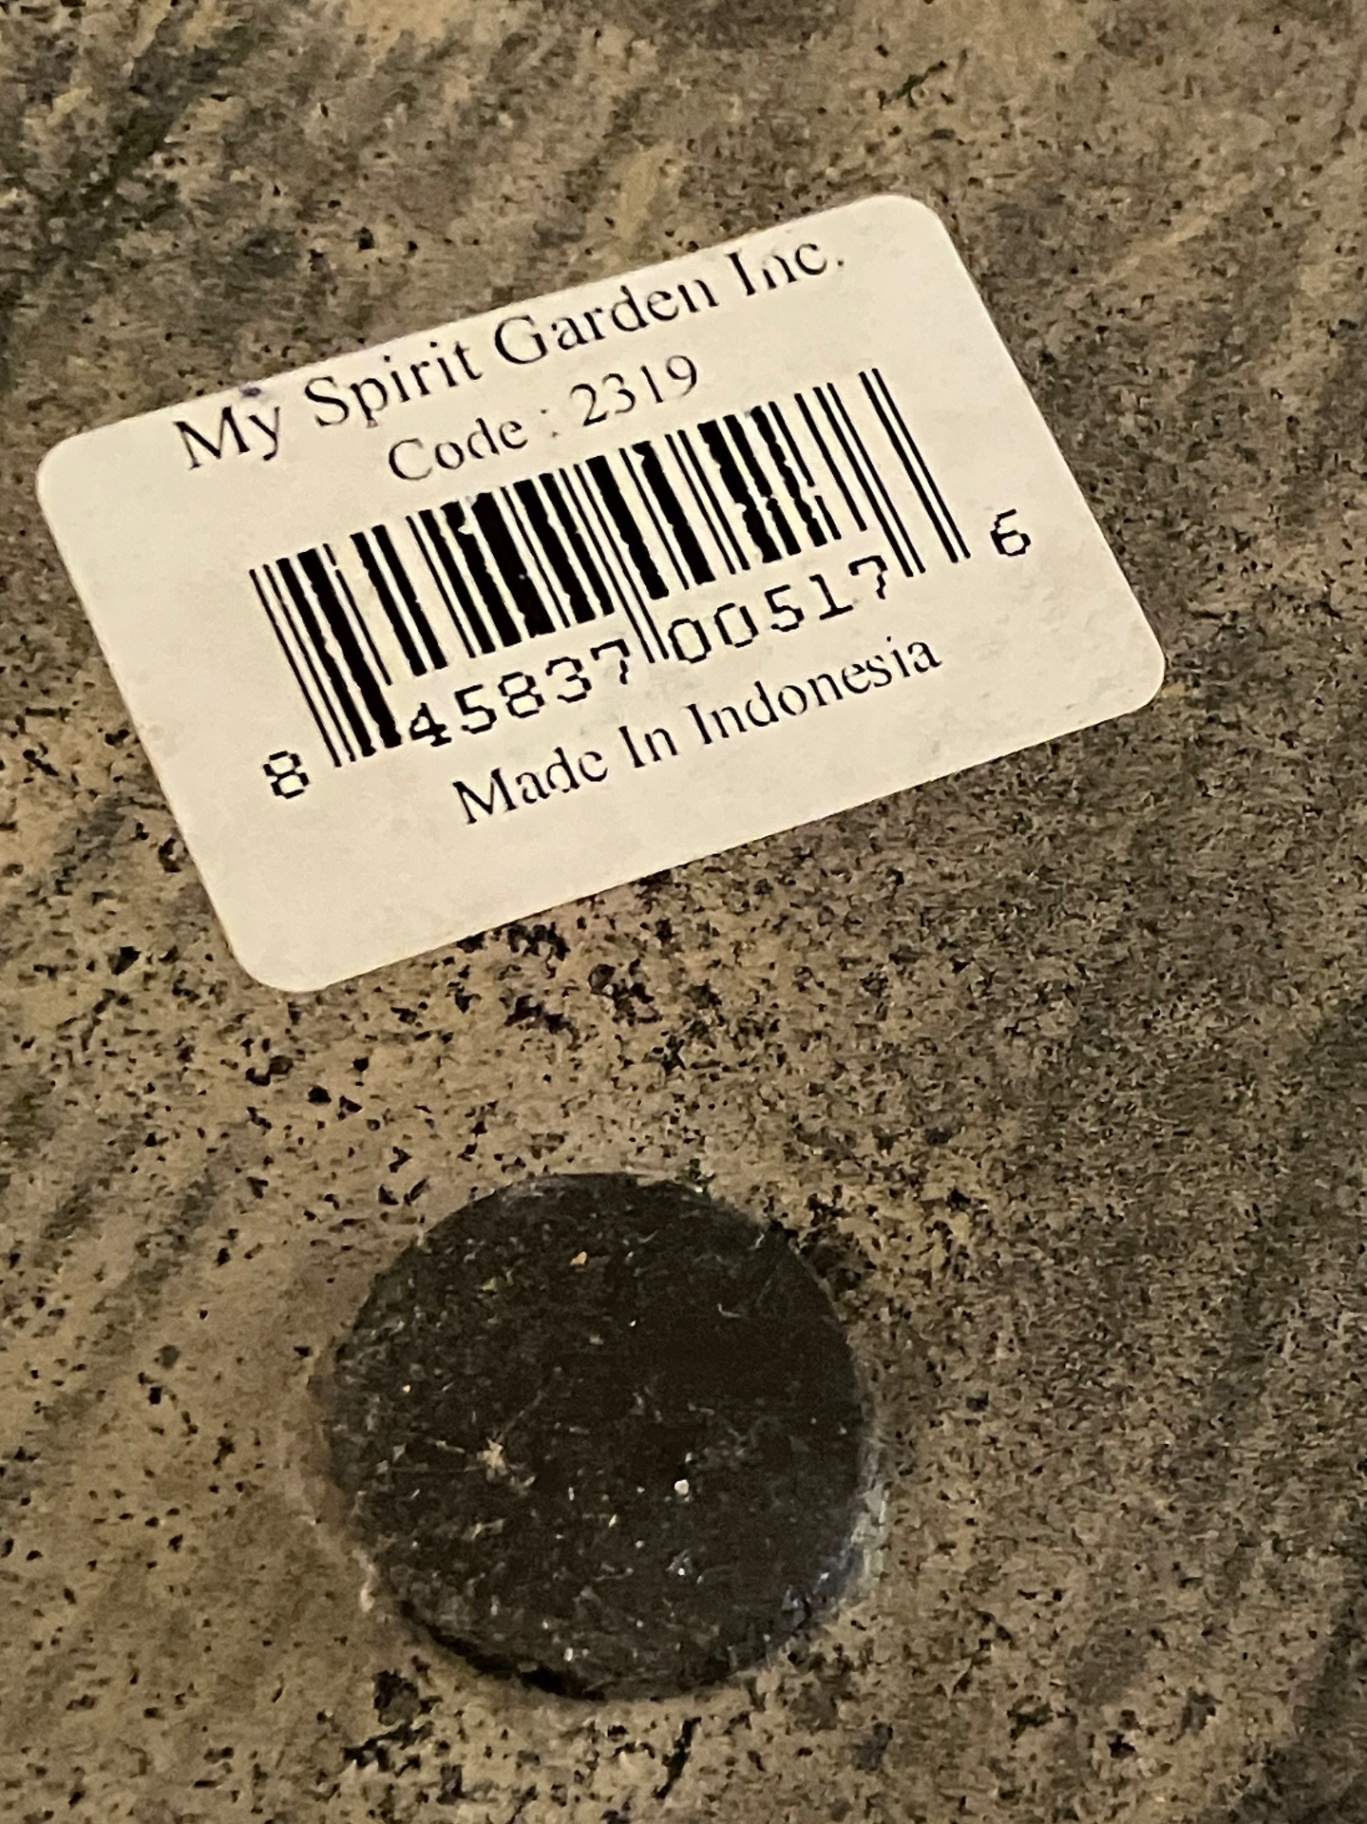 My Spirit Garden Inc.
Code : 2319
8 45837 00517 6
Made In Indonesia